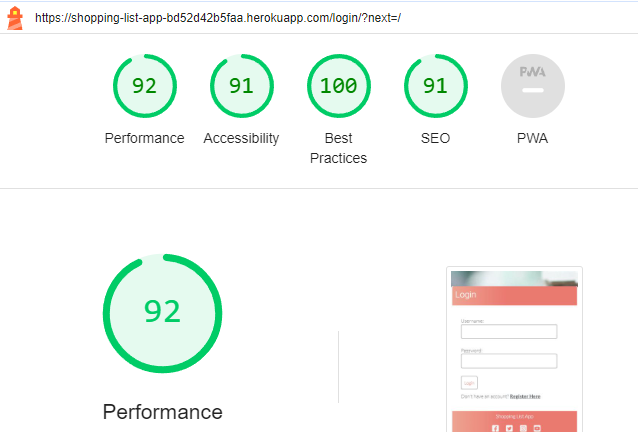 https://shopping-list-app-bd52d42b5faa.herokuapp.com/login/?next=/
92 91 100 91 PWA
Performance Accessibility Best Practices SEO PWA
92
Performance
Login
Username:
Password:
Login
Don't have an account? Register Here
Shopping List App